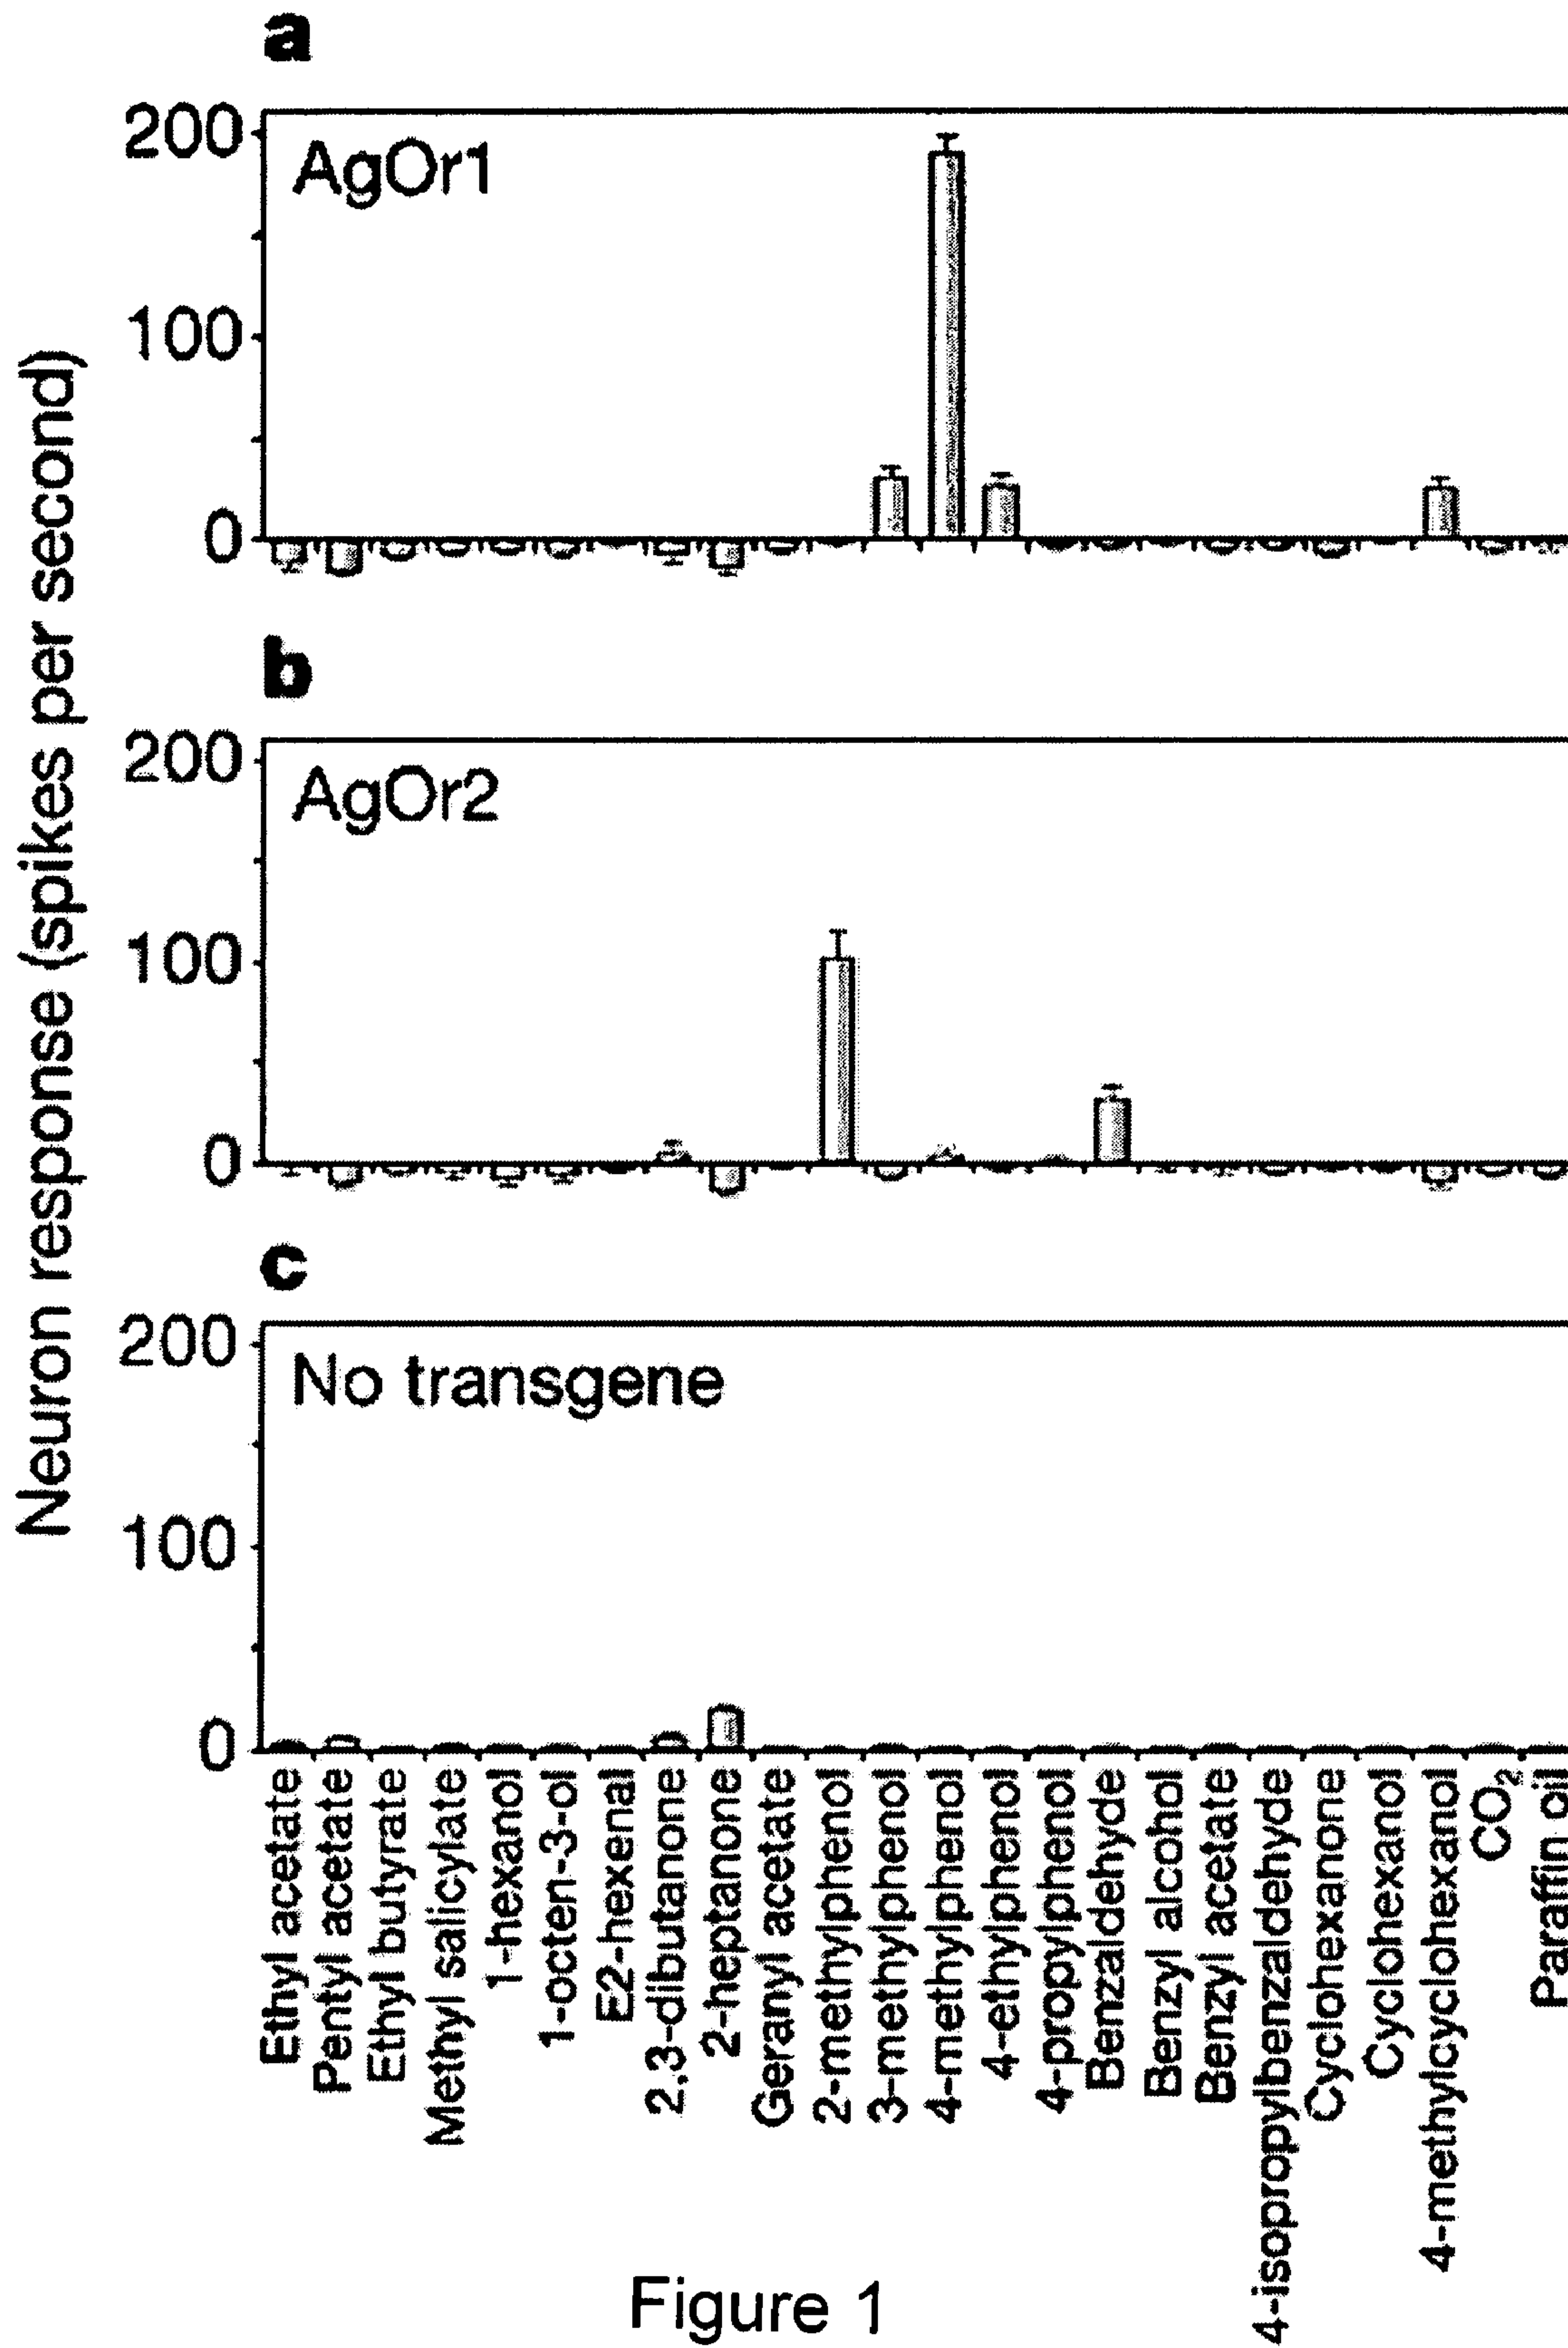 a
200
AgOr1
100
0
b
200
AgOr2
100
0
c
200
No transgene
100
0
Neuron response (spikes per second)
Ethyl acetate
Pentyl acetate
Ethyl butyrate
Methyl salicylate
1-hexanol
1-octen-3-ol
E2-hexenal
2,3-dibutanone
2-heptanone
Geranyl acetate
2-methylphenol
3-methylphenol
4-methylphenol
4-ethylphenol
4-propylphenol
Benzaldehyde
Benzyl alcohol
Benzyl acetate
4-isopropylbenzaldehyde
Cyclohexanone
Cyclohexanol
4-methylcyclohexanol
CO₂
Paraffin oil
Figure 1